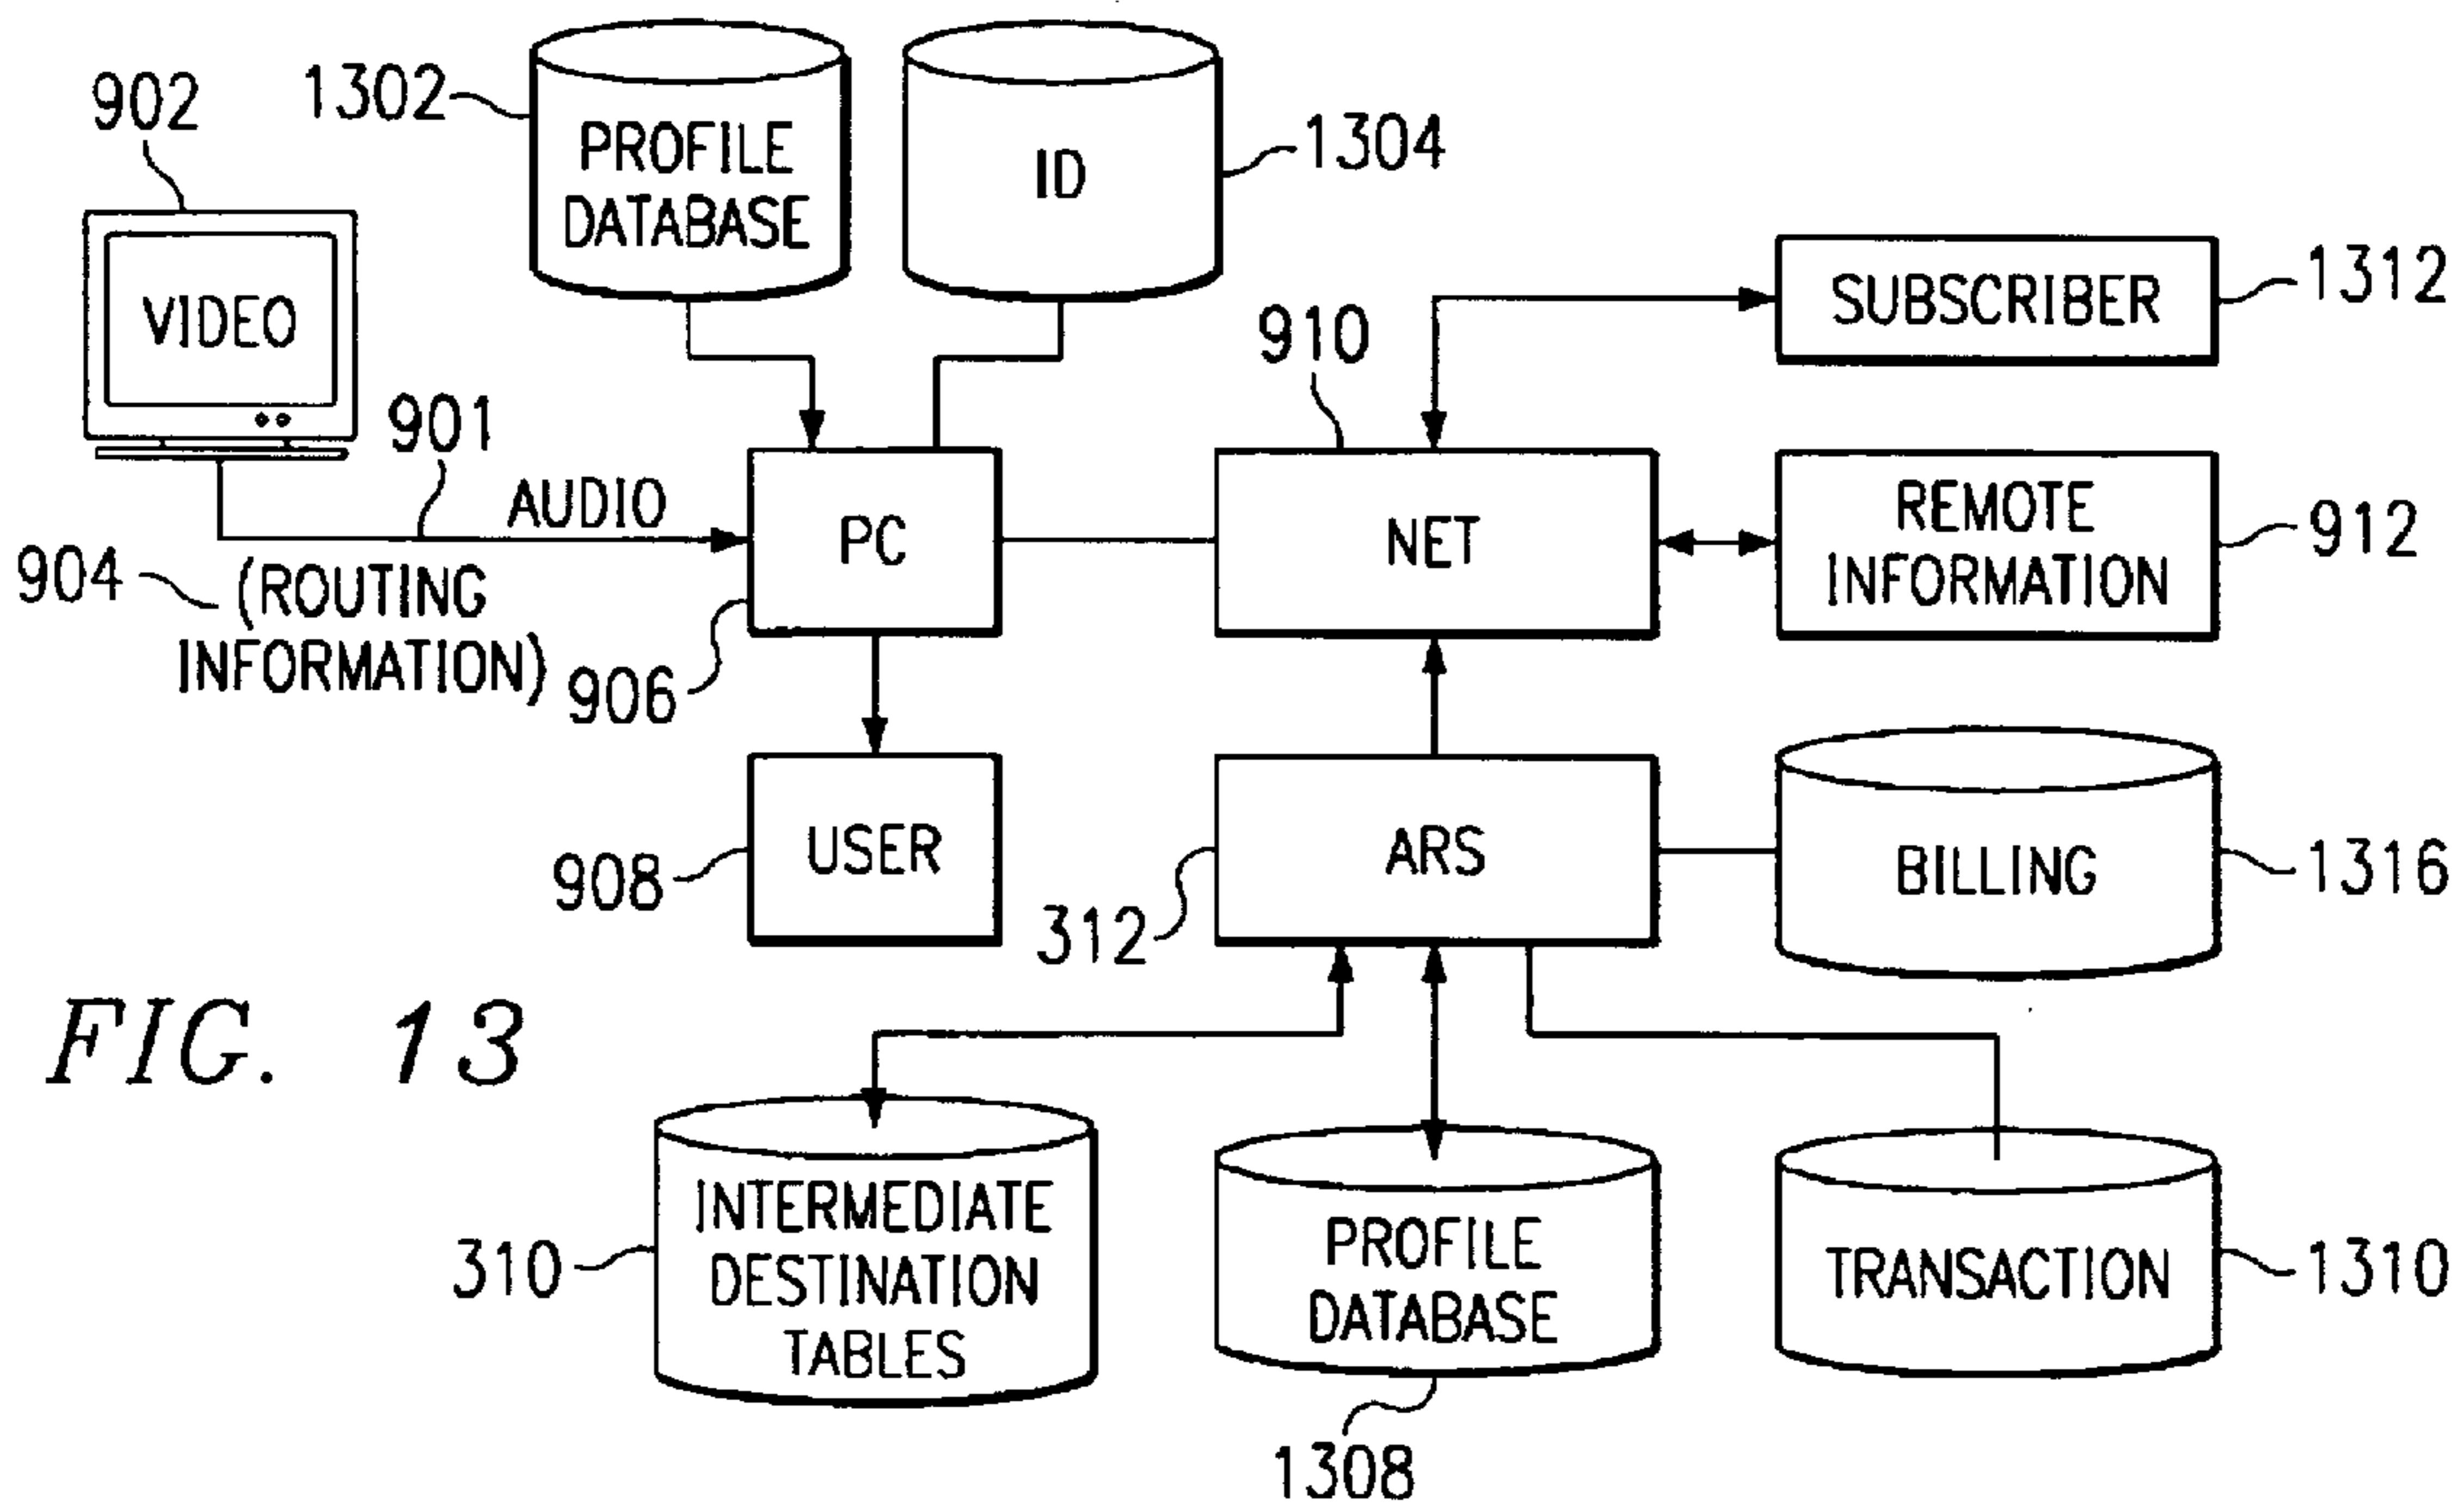 902
1302
PROFILE
DATABASE
ID
1304
VIDEO
SUBSCRIBER
1312
910
901
AUDIO
904
(ROUTING
INFORMATION)
906
PC
NET
REMOTE
INFORMATION
912
USER
908
ARS
312
BILLING
1316
FIG. 13
INTERMEDIATE
DESTINATION
TABLES
310
PROFILE
DATABASE
1308
TRANSACTION
1310